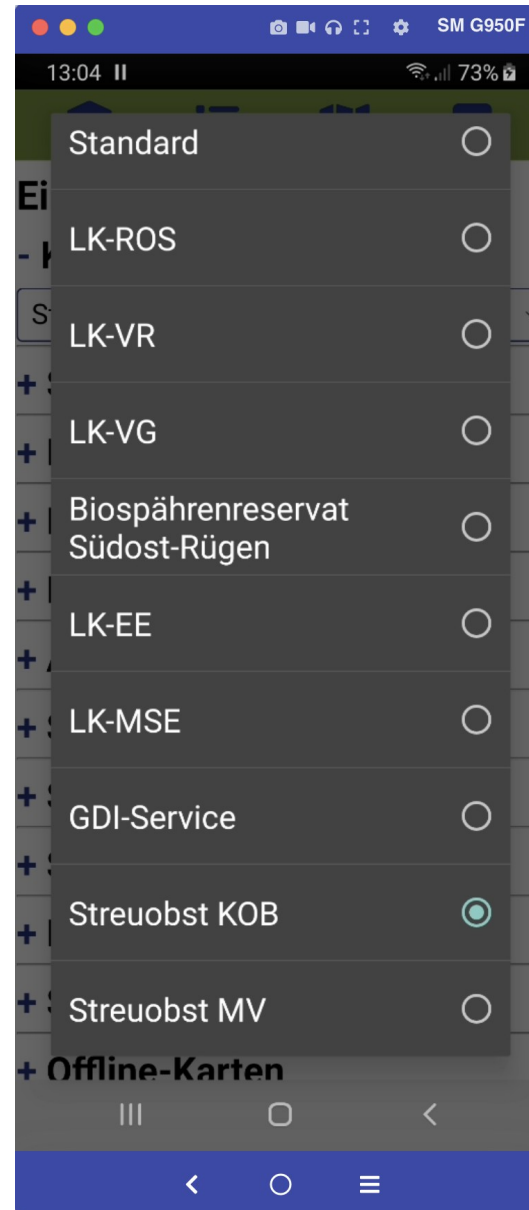 SM G950F
13:04
73%
Standard
Ei
LK-ROS
LK-VR
LK-VG
Biospährenreservat
Südost-Rügen
LK-EE
LK-MSE
GDI-Service
Streuobst KOB
Streuobst MV
+ Offline-Karten